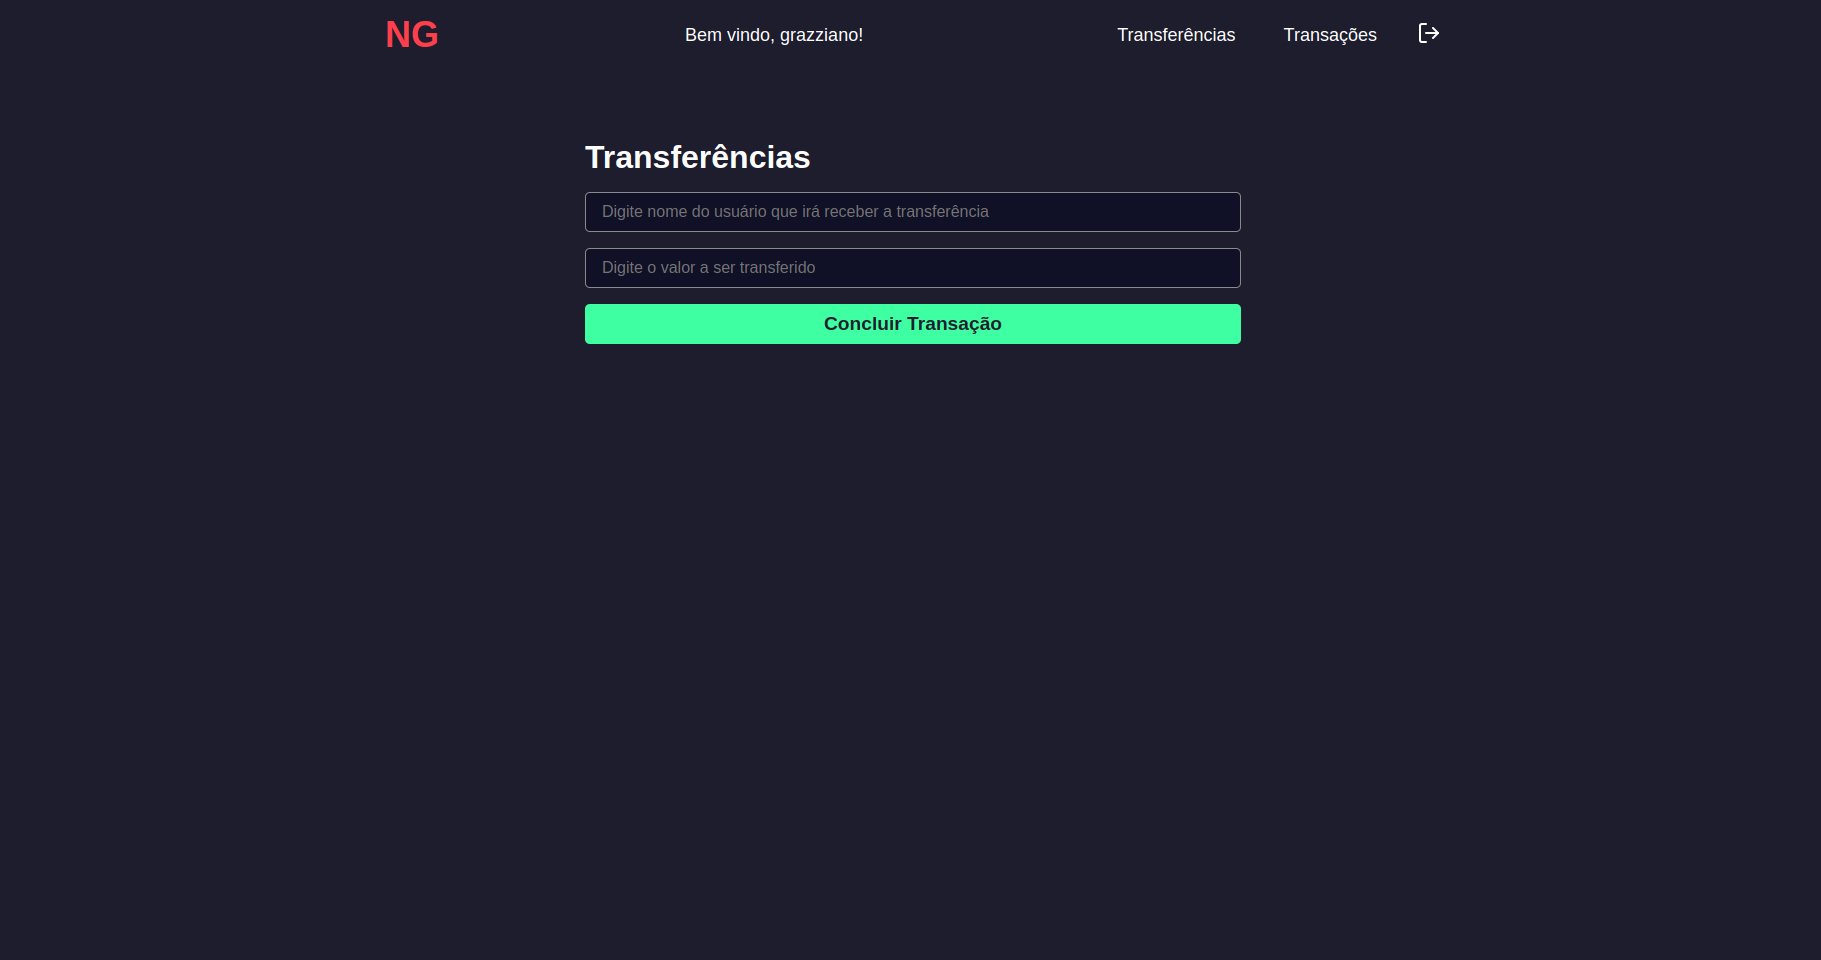 NG
Bem vindo, grazziano!
Transferências
Transações
Transferências
Digite nome do usuário que irá receber a transferência
Digite o valor a ser transferido
Concluir Transação